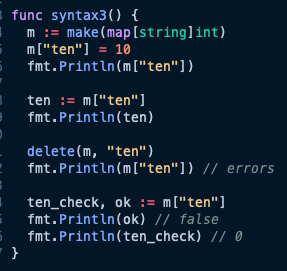 func syntax3() {
m := make(map[string]int)
m["ten"] = 10
fmt.Println(m["ten"])
ten := m["ten"]
fmt.Println(ten)
delete(m, "ten")
fmt.Println(m["ten"]) // errors
ten_check, ok := m["ten"]
fmt.Println(ok) // false
fmt.Println(ten_check) // 0
}